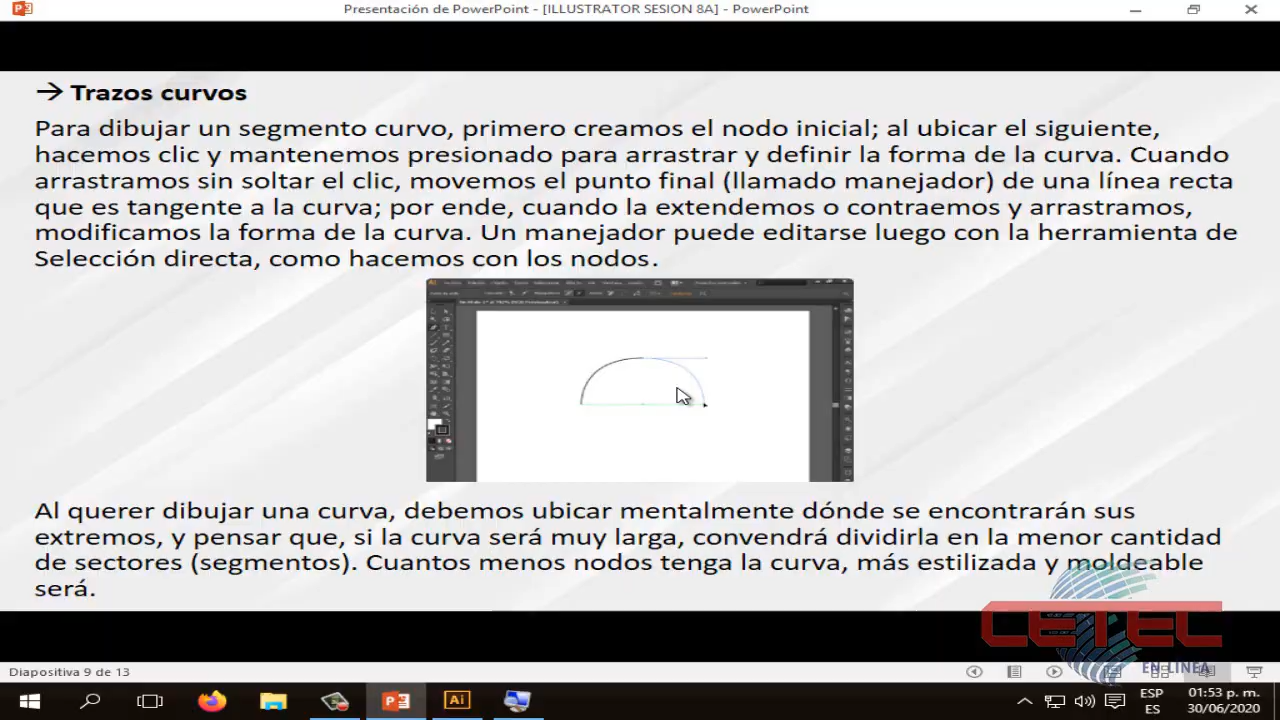 Presentación de PowerPoint - [ILLUSTRATOR SESION 8A] - PowerPoint
→ Trazos curvos
Para dibujar un segmento curvo, primero creamos el nodo inicial; al ubicar el siguiente,
hacemos clic y mantenemos presionado para arrastrar y definir la forma de la curva. Cuando
arrastramos sin soltar el clic, movemos el punto final (llamado manejador) de una línea recta
que es tangente a la curva; por ende, cuando la extendemos o contraemos y arrastramos,
modificamos la forma de la curva. Un manejador puede editarse luego con la herramienta de
Selección directa, como hacemos con los nodos.
Al querer dibujar una curva, debemos ubicar mentalmente dónde se encontrarán sus
extremos, y pensar que, si la curva será muy larga, convendrá dividirla en la menor cantidad
de sectores (segmentos). Cuantos menos nodos tenga la curva, más estilizada y moldeable
será.
CETEC
EN LINEA
Diapositiva 9 de 13
Ai
ESP
ES
01:53 p. m.
30/06/2020